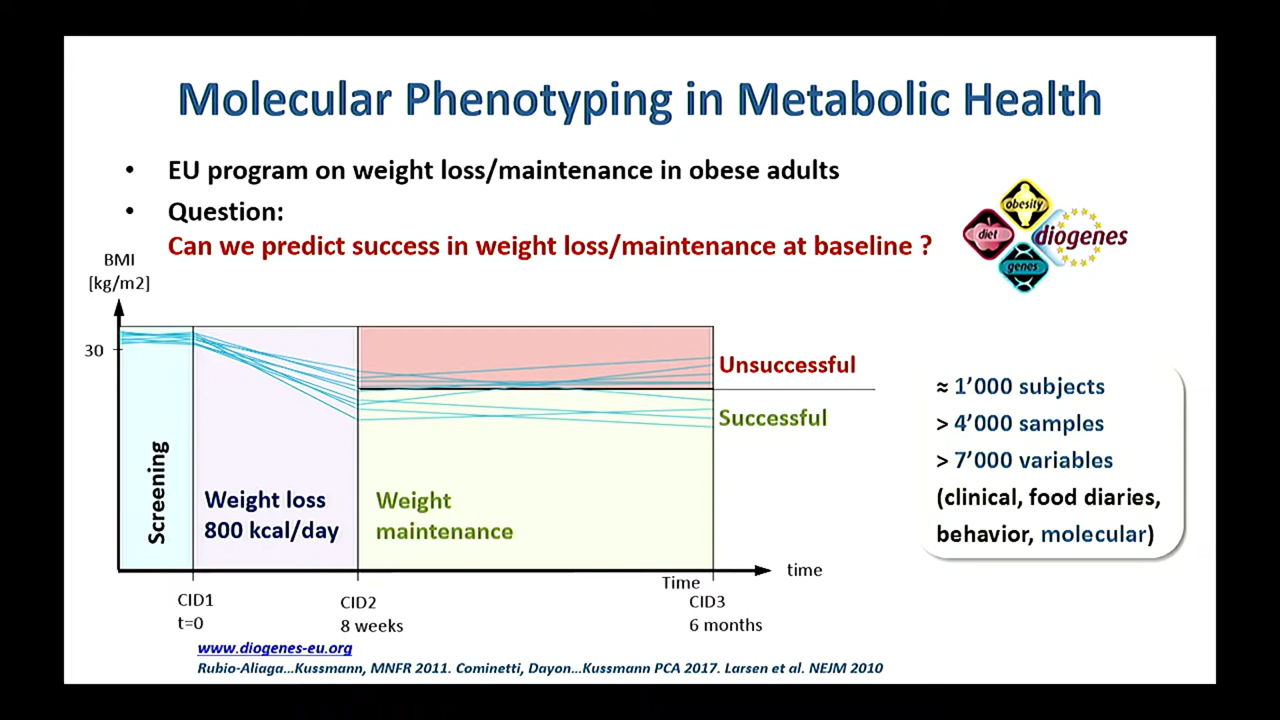 Molecular Phenotyping in Metabolic Health
• EU program on weight loss/maintenance in obese adults
• Question:
Can we predict success in weight loss/maintenance at baseline ?
obesity
diet
diogenes
genes
BMI
[kg/m2]
30
Unsuccessful
Successful
Screening
Weight loss
800 kcal/day
Weight
maintenance
≈ 1’000 subjects
> 4’000 samples
> 7’000 variables
(clinical, food diaries,
behavior, molecular)
time
Time
CID1
t=0
CID2
8 weeks
CID3
6 months
www.diogenes-eu.org
Rubio-Aliaga...Kussmann, MNFR 2011. Cominetti, Dayon...Kussmann PCA 2017. Larsen et al. NEJM 2010